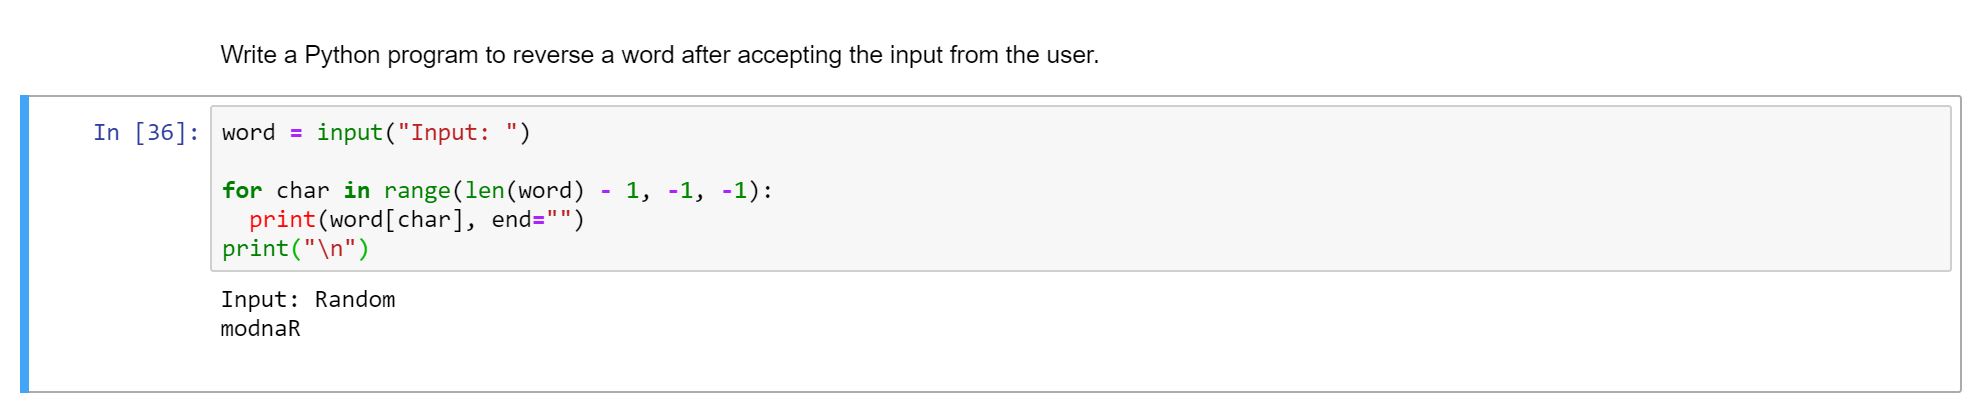 Write a Python program to reverse a word after accepting the input from the user.
In [36]: word = input("Input: ")
for char in range(len(word) - 1, -1, -1):
  print(word[char], end="")
print("\n")
Input: Random
modnaR